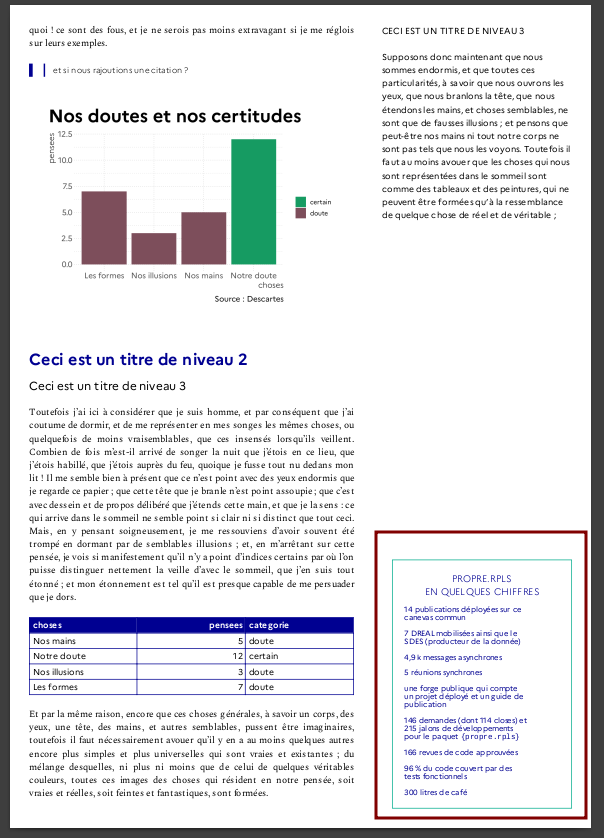 quoi ! ce sont des fous, et je ne serois pas moins extravagant si je me réglois
sur leurs exemples.
et si nous rajoutions une citation ?
Nos doutes et nos certitudes
pensees
12.5
10.0
7.5
5.0
2.5
0.0
Les formes Nos illusions Nos mains Notre doute
choses
certain
doute
Source : Descartes
Ceci est un titre de niveau 2
Ceci est un titre de niveau 3
Toutefois j'ai ici à considérer que je suis homme, et par conséquent que j'ai
coutume de dormir, et de me représenter en mes songes les mêmes choses, ou
quelquefois de moins vraisemblables, que ces insensés lorsqu'ils veillent.
Combien de fois m'est-il arrivé de songer la nuit que j'étois en ce lieu, que
j'étois habillé, que j'étois auprès du feu, quoique je fusse tout nu dedans mon
lit ! Il me semble bien à présent que ce n'est point avec des yeux endormis que
je regarde ce papier ; que cette tête que je branle n'est point assoupie ; que c'est
avec dessein et de propos délibéré que j'étends cette main, et que je la sens : ce
qui arrive dans le sommeil ne semble point si clair ni si distinct que tout ceci.
Mais, en y pensant soigneusement, je me ressouviens d'avoir souvent été
trompé en dormant par de semblables illusions ; et, en m'arrêtant sur cette
pensée, je vois si manifestement qu'il n'y a point d'indices certains par où l'on
puisse distinguer nettement la veille d'avec le sommeil, que j'en suis tout
étonné ; et mon étonnement est tel qu'il est presque capable de me persuader
que je dors.
choses pensees categorie
Nos mains 5 doute
Notre doute 12 certain
Nos illusions 3 doute
Les formes 7 doute
Et par la même raison, encore que ces choses générales, à savoir un corps, des
yeux, une tête, des mains, et autres semblables, pussent être imaginaires,
toutefois il faut nécessairement avouer qu'il y en a au moins quelques autres
encore plus simples et plus universelles qui sont vraies et existantes ; du
mélange desquelles, ni plus ni moins que de celui de quelques véritables
couleurs, toutes ces images des choses qui résident en notre pensée, soit
vraies et réelles, soit feintes et fantastiques, sont formées.
CECI EST UN TITRE DE NIVEAU 3
Supposons donc maintenant que nous
sommes endormis, et que toutes ces
particularités, à savoir que nous ouvrons les
yeux, que nous branlons la tête, que nous
étendons les mains, et choses semblables, ne
sont que de fausses illusions ; et pensons que
peut-être nos mains ni tout notre corps ne
sont pas tels que nous les voyons. Toutefois il
faut au moins avouer que les choses qui nous
sont représentées dans le sommeil sont
comme des tableaux et des peintures, qui ne
peuvent être formées qu'à la ressemblance
de quelque chose de réel et de véritable ;
PROPRE.RPLS
EN QUELQUES CHIFFRES
14 publications déployées sur ce
canevas commun
7 DREAL mobilisées ainsi que le
SDES (producteur de la donnée)
4,9 k messages asynchrones
5 réunions synchrones
une forge publique qui compte
un projet déployé et un guide de
publication
146 demandes (dont 114 closes) et
215 jalons de développements
pour le paquet {propre.rpls}
166 revues de code approuvées
96 % du code couvert par des
tests fonctionnels
300 litres de café